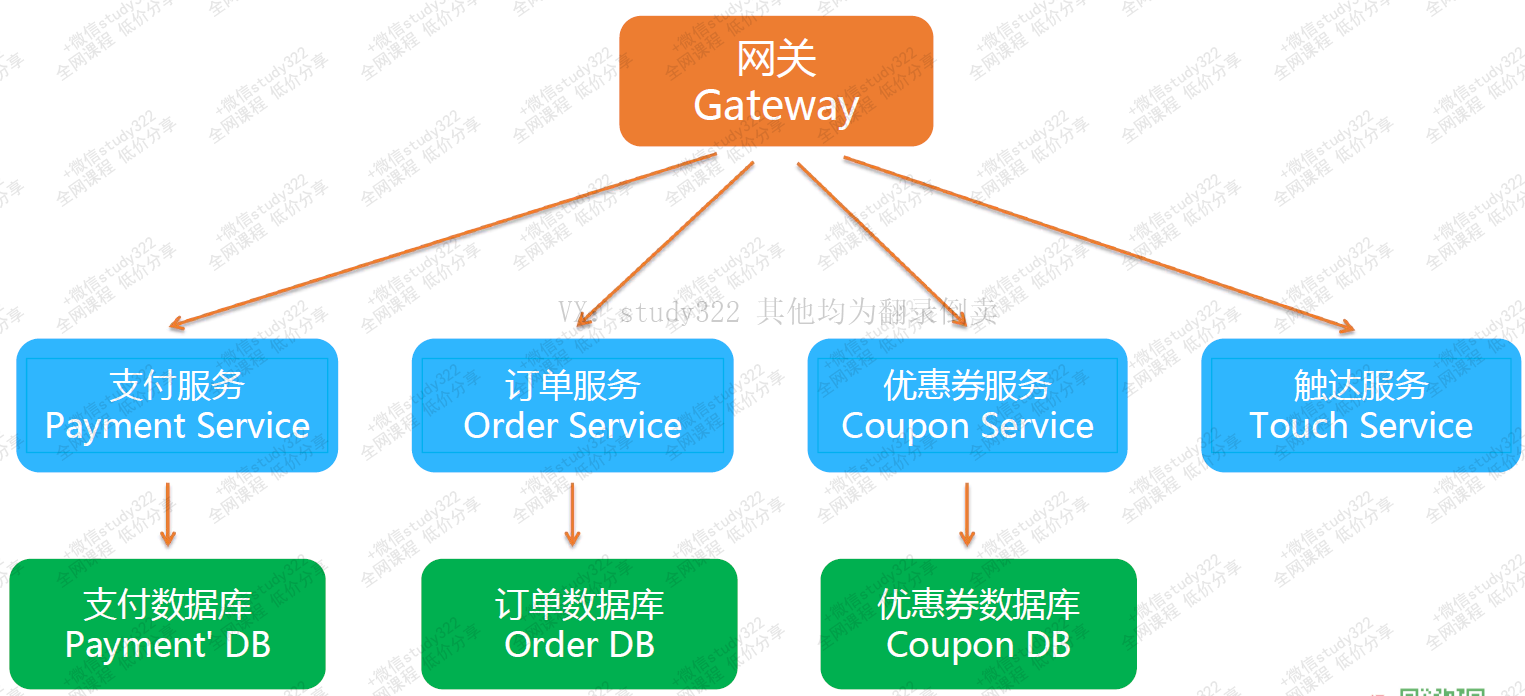 网关
Gateway
VX: study322 其他均为翻录倒卖
支付服务
Payment Service
订单服务
Order Service
优惠券服务
Coupon Service
触达服务
Touch Service
支付数据库
Payment' DB
订单数据库
Order DB
优惠券数据库
Coupon DB
+微信study322
全网课程 低价分享